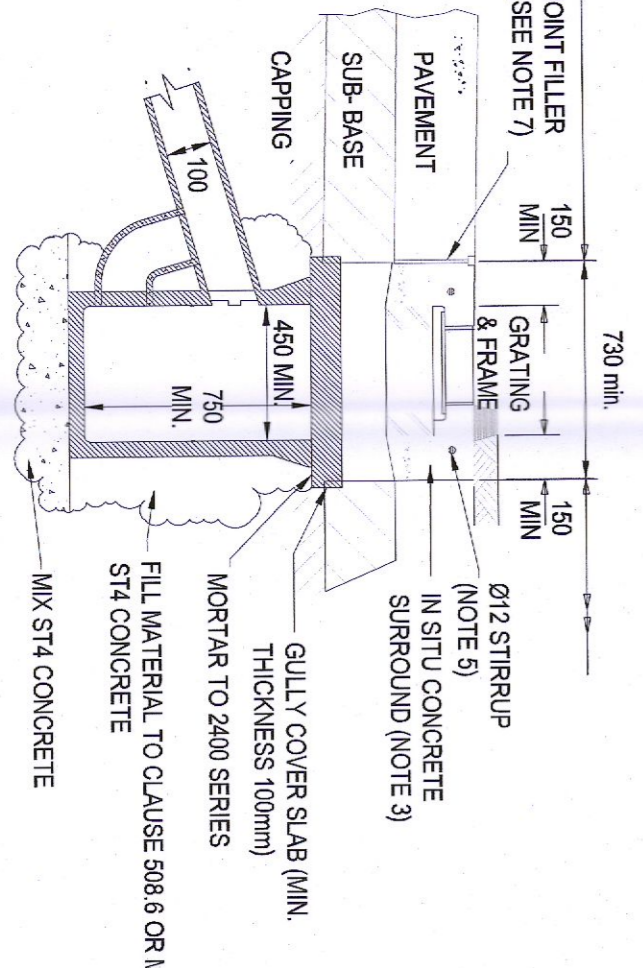 730 min.
150
MIN
150
MIN
OINT FILLER
SEE NOTE 7)
GRATING
& FRAME
Ø12 STIRRUP
(NOTE 5)
IN SITU CONCRETE
SURROUND (NOTE 3)
PAVEMENT
SUB- BASE
CAPPING
GULLY COVER SLAB (MIN.
THICKNESS 100mm)
MORTAR TO 2400 SERIES
450 MIN.
100
750
MIN.
FILL MATERIAL TO CLAUSE 508.6 OR M
ST4 CONCRETE
MIX ST4 CONCRETE